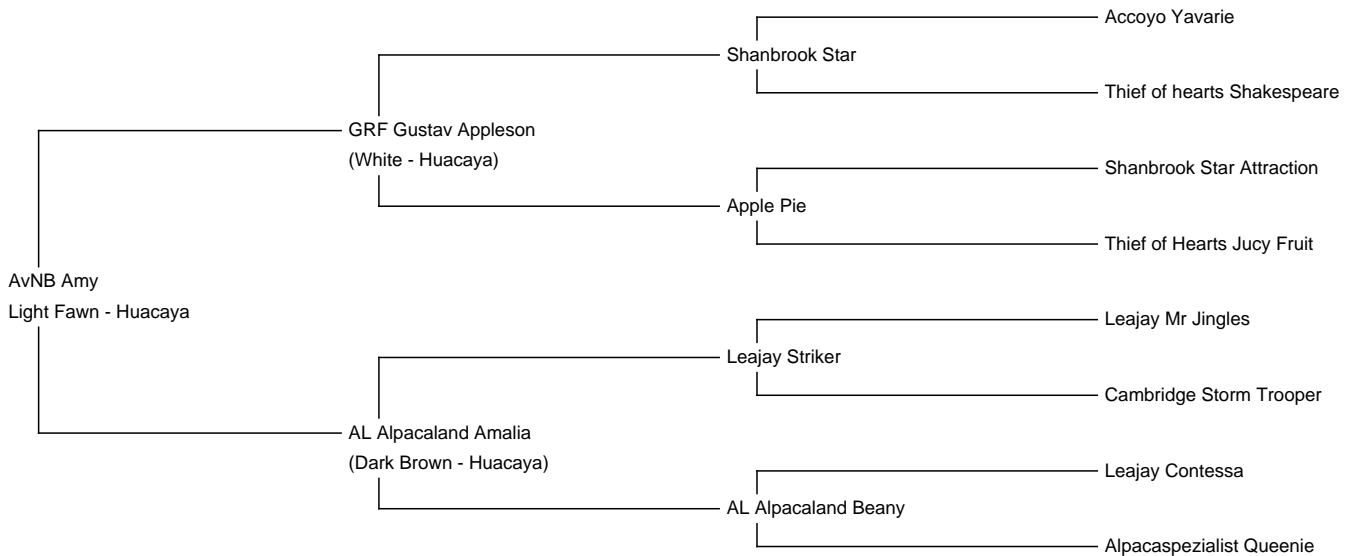 Accoyo Yavarie
Shanbrook Star
Thief of hearts Shakespeare
GRF Gustav Appleson
(White - Huacaya)
Shanbrook Star Attraction
Apple Pie
Thief of Hearts Jucy Fruit
AvNB Amy
Light Fawn - Huacaya
Leajay Mr Jingles
Leajay Striker
Cambridge Storm Trooper
AL Alpacaland Amalia
(Dark Brown - Huacaya)
Leajay Contessa
AL Alpacaland Beany
Alpacaspezialist Queenie